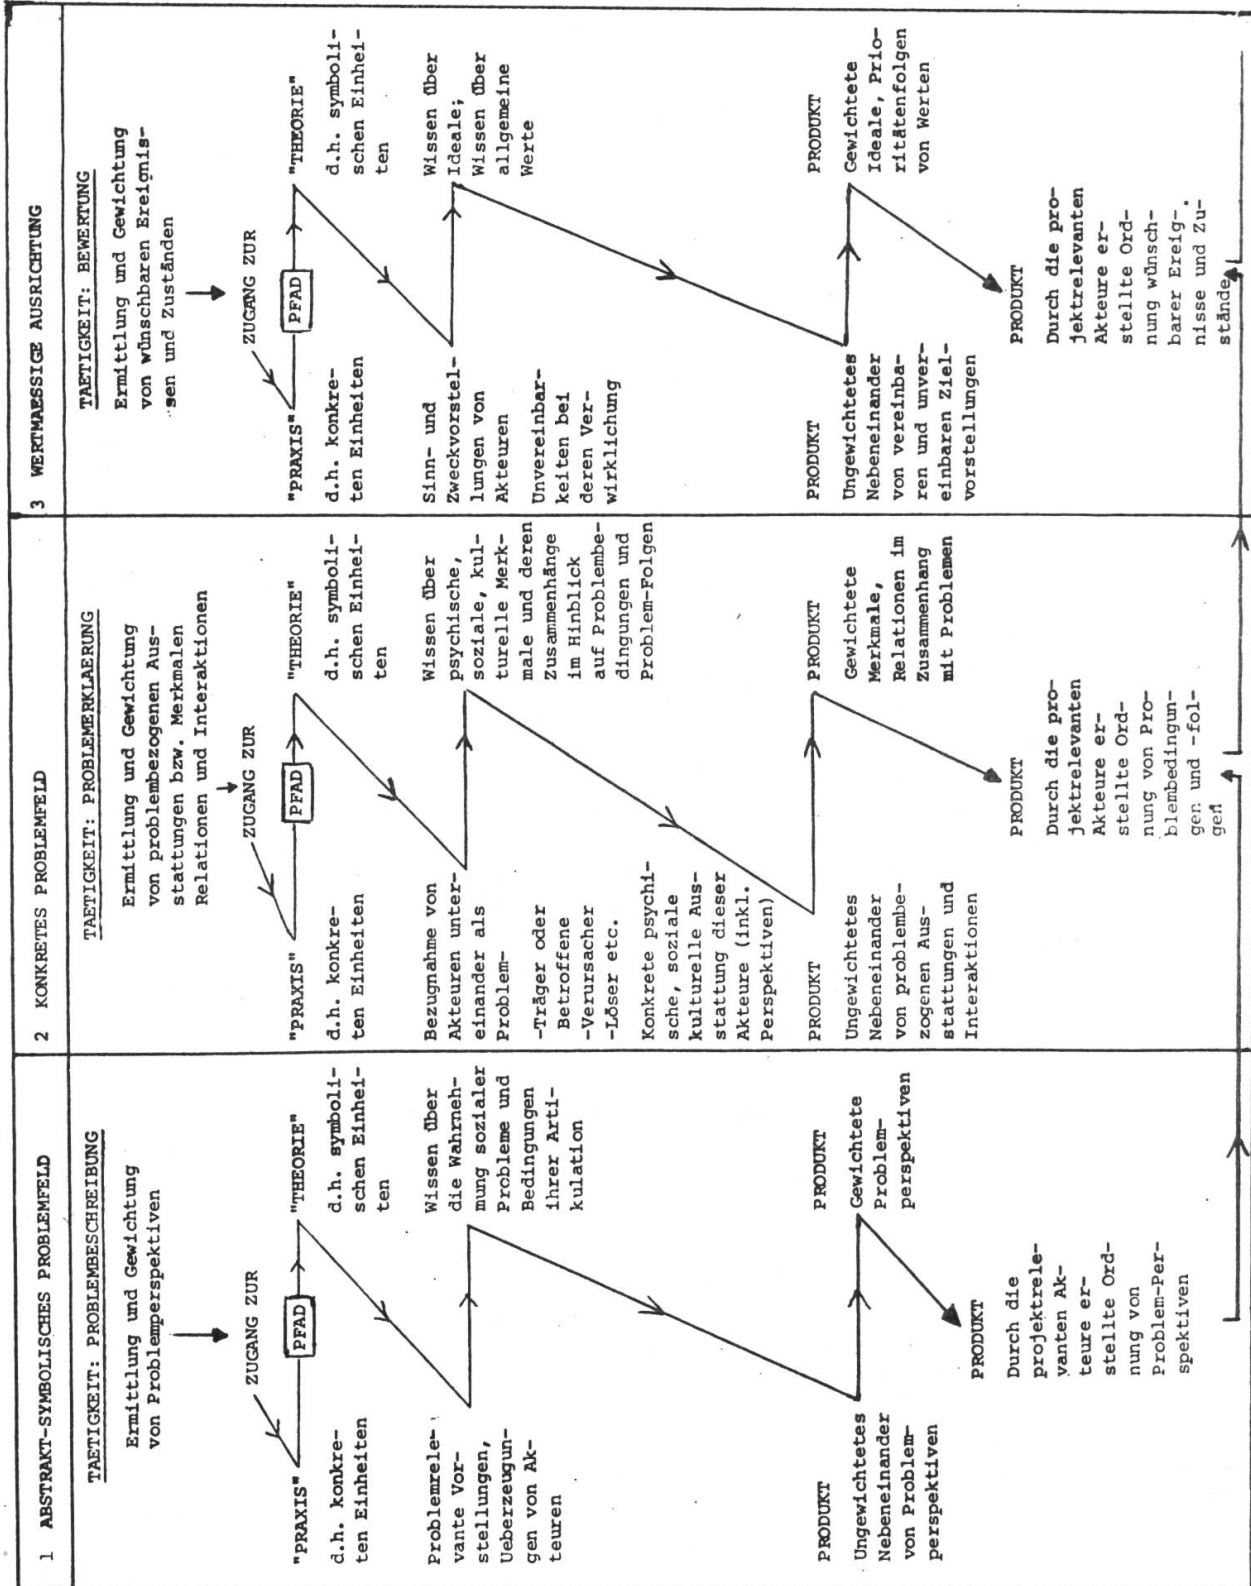 1 ABSTRAKT-SYMBOLISCHES PROBLEMFELD
TAETIGKEIT: PROBLEMBESCHREIBUNG
Ermittlung und Gewichtung
von Problemperspektiven
ZUGANG ZUR
"PRAXIS"
PFAD
"THEORIE"
d.h. konkre-
ten Einheiten
d.h. symboli-
schen Einhei-
ten
Problemrele-
vante Vor-
stellungen,
Ueberzeugun-
gen von Ak-
teuren
Wissen über
die Wahrneh-
mung sozialer
Probleme und
Bedingungen
ihrer Arti-
kulation
PRODUKT
Ungewichtetes
Nebeneinander
von Problem-
perspektiven
PRODUKT
Gewichtete
Problem-
perspektiven
PRODUKT
Durch die
projektrele-
vanten Ak-
teure er-
stellte Ord-
nung von
Problem-Per-
spektiven
2 KONKRETES PROBLEMFELD
TAETIGKEIT: PROBLEMERKLAERUNG
Ermittlung und Gewichtung
von problembezogenen Aus-
stattungen bzw. Merkmalen
Relationen und Interaktionen
ZUGANG ZUR
"PRAXIS"
PFAD
"THEORIE"
d.h. konkre-
ten Einheiten
d.h. symboli-
schen Einhei-
ten
Bezugnahme von
Akteuren unter-
einander als
Problem-
-Träger oder
Betroffene
-Verursacher
-Löser etc.
Konkrete psychi-
sche, soziale
kulturelle Aus-
stattung dieser
Akteure (inkl.
Perspektiven)
Wissen über
psychische,
soziale, kul-
turelle Merk-
male und deren
Zusammenhänge
im Hinblick
auf Problembe-
dingungen und
Problem-Folgen
PRODUKT
Ungewichtetes
Nebeneinander
von problembe-
zogenen Aus-
stattungen und
Interaktionen
PRODUKT
Gewichtete
Merkmale,
Relationen im
Zusammenhang
mit Problemen
PRODUKT
Durch die pro-
jektrelevanten
Akteure er-
stellte Ord-
nung von Pro-
blembedingun-
gen und -fol-
gen
3 WERTMAESSIGE AUSRICHTUNG
TAETIGKEIT: BEWERTUNG
Ermittlung und Gewichtung
von wünschbaren Ereignis-
sen und Zuständen
ZUGANG ZUR
"PRAXIS"
PFAD
"THEORIE"
d.h. konkre-
ten Einheiten
d.h. symboli-
schen Einhei-
ten
Sinn- und
Zweckvorstel-
lungen von
Akteuren
Unvereinbar-
keiten bei
deren Ver-
wirklichung
Wissen über
Ideale;
Wissen über
allgemeine
Werte
PRODUKT
Ungewichtetes
Nebeneinander
von vereinba-
ren und unver-
einbaren Ziel-
vorstellungen
PRODUKT
Gewichtete
Ideale, Prio-
ritätenfolgen
von Werten
PRODUKT
Durch die pro-
jektrelevanten
Akteure er-
stellte Ord-
nung wünsch-
barer Ereig-
nisse und Zu-
stände